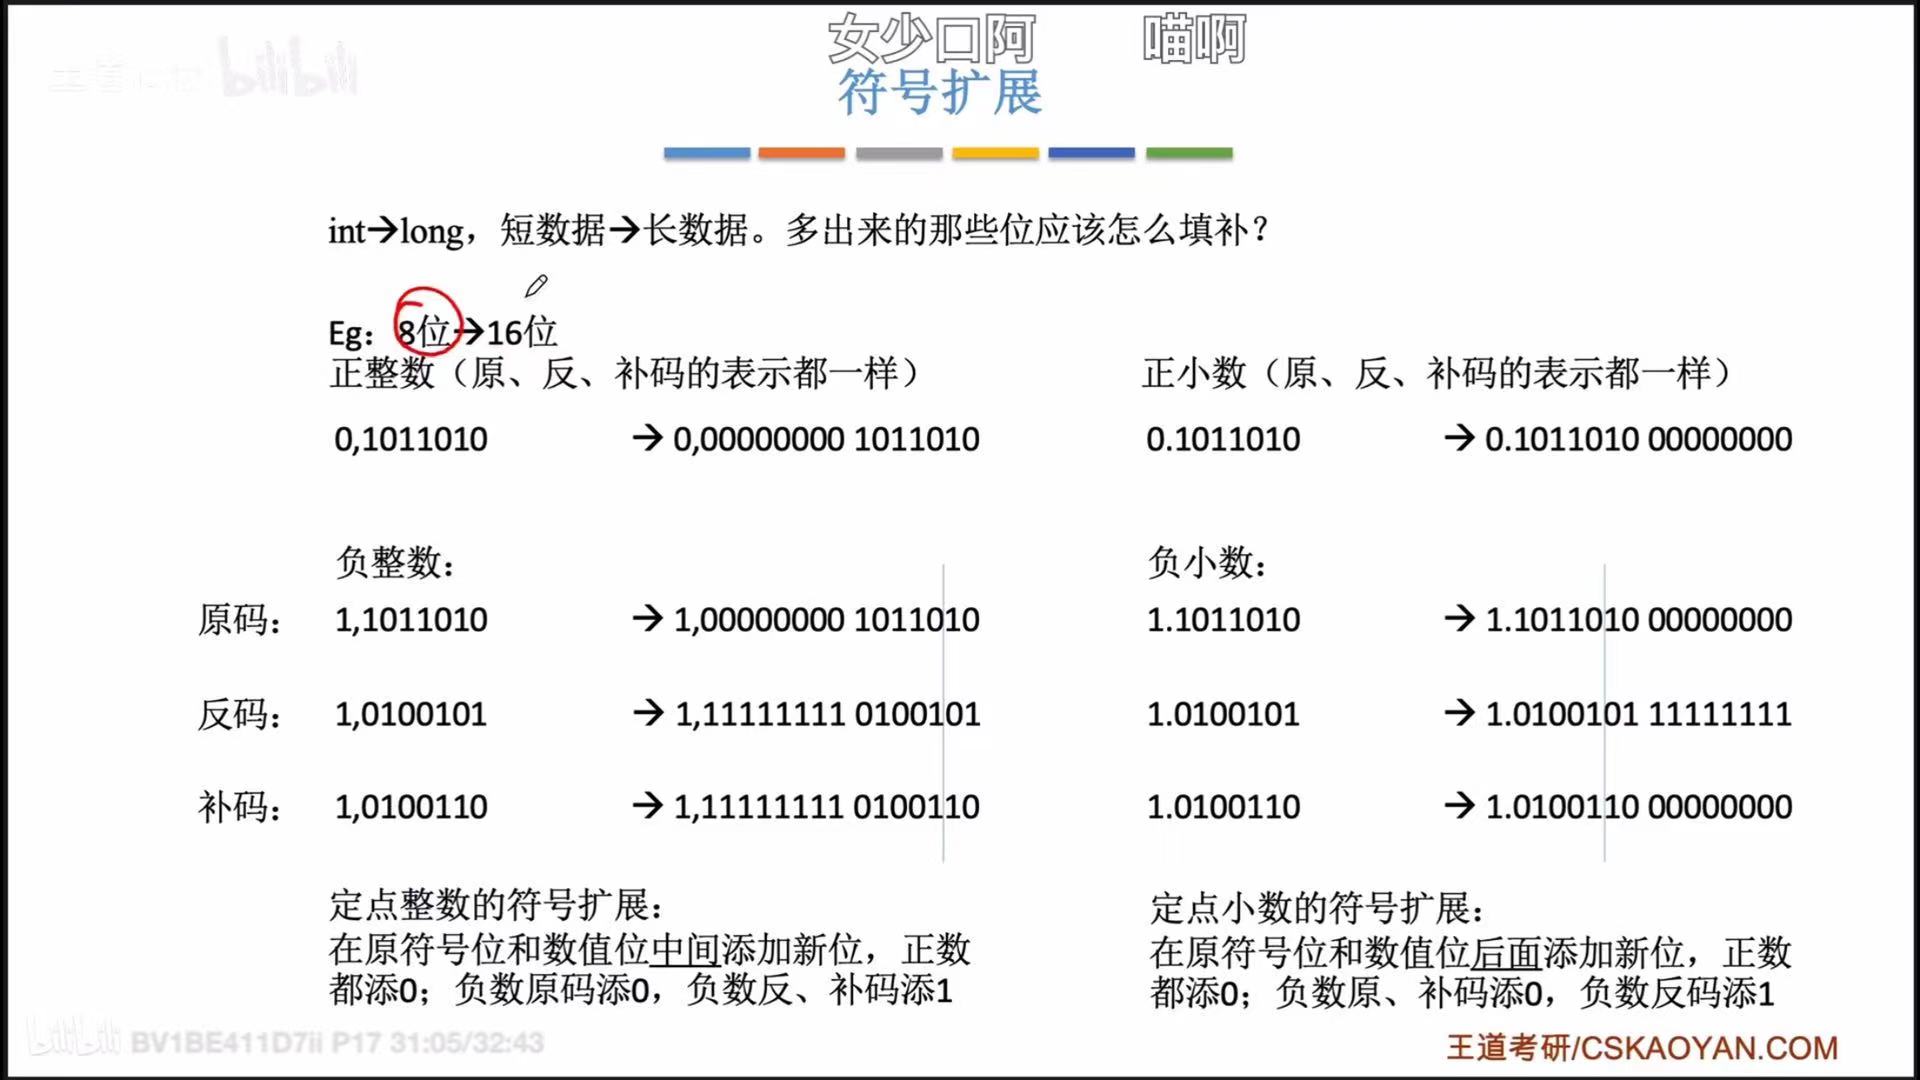 女少口阿 喵啊
bilibili
符号扩展
int→long，短数据→长数据。多出来的那些位应该怎么填补？
Eg：8位→16位
正整数（原、反、补码的表示都一样）
0,1011010 → 0,00000000 1011010
正小数（原、反、补码的表示都一样）
0.1011010 → 0.1011010 00000000
负整数：
原码： 1,1011010 → 1,00000000 1011010
反码： 1,0100101 → 1,11111111 0100101
补码： 1,0100110 → 1,11111111 0100110
负小数：
1.1011010 → 1.1011010 00000000
1.0100101 → 1.0100101 11111111
1.0100110 → 1.0100110 00000000
定点整数的符号扩展：
在原符号位和数值位中间添加新位，正数
都添0；负数原码添0，负数反、补码添1
定点小数的符号扩展：
在原符号位和数值位后面添加新位，正数
都添0；负数原、补码添0，负数反码添1
bilibili BV1BE411D7ii P17 31:05/32:43
王道考研/CSKAOYAN.COM